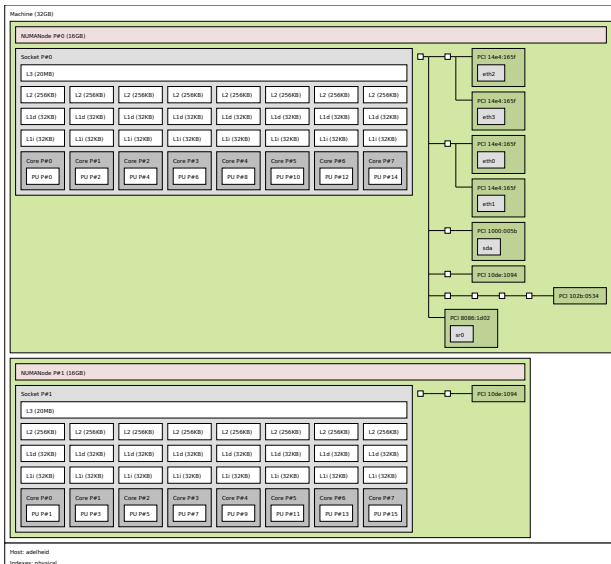 Machine (32GB)
NUMANode P#0 (16GB)
Socket P#0
L3 (20MB)
L2 (256KB) L2 (256KB) L2 (256KB) L2 (256KB) L2 (256KB) L2 (256KB) L2 (256KB) L2 (256KB)
L1d (32KB) L1d (32KB) L1d (32KB) L1d (32KB) L1d (32KB) L1d (32KB) L1d (32KB) L1d (32KB)
L1i (32KB) L1i (32KB) L1i (32KB) L1i (32KB) L1i (32KB) L1i (32KB) L1i (32KB) L1i (32KB)
Core P#0 Core P#1 Core P#2 Core P#3 Core P#4 Core P#5 Core P#6 Core P#7
PU P#0 PU P#2 PU P#4 PU P#6 PU P#8 PU P#10 PU P#12 PU P#14
PCI 14e4:165f
eth2
PCI 14e4:165f
eth3
PCI 14e4:165f
eth0
PCI 14e4:165f
eth1
PCI 1000:005b
sda
PCI 10de:1094
PCI 102b:0534
PCI 8086:1d02
sr0
NUMANode P#1 (16GB)
Socket P#1
L3 (20MB)
L2 (256KB) L2 (256KB) L2 (256KB) L2 (256KB) L2 (256KB) L2 (256KB) L2 (256KB) L2 (256KB)
L1d (32KB) L1d (32KB) L1d (32KB) L1d (32KB) L1d (32KB) L1d (32KB) L1d (32KB) L1d (32KB)
L1i (32KB) L1i (32KB) L1i (32KB) L1i (32KB) L1i (32KB) L1i (32KB) L1i (32KB) L1i (32KB)
Core P#0 Core P#1 Core P#2 Core P#3 Core P#4 Core P#5 Core P#6 Core P#7
PU P#1 PU P#3 PU P#5 PU P#7 PU P#9 PU P#11 PU P#13 PU P#15
PCI 10de:1094
Host: adelheid
Indexes: physical